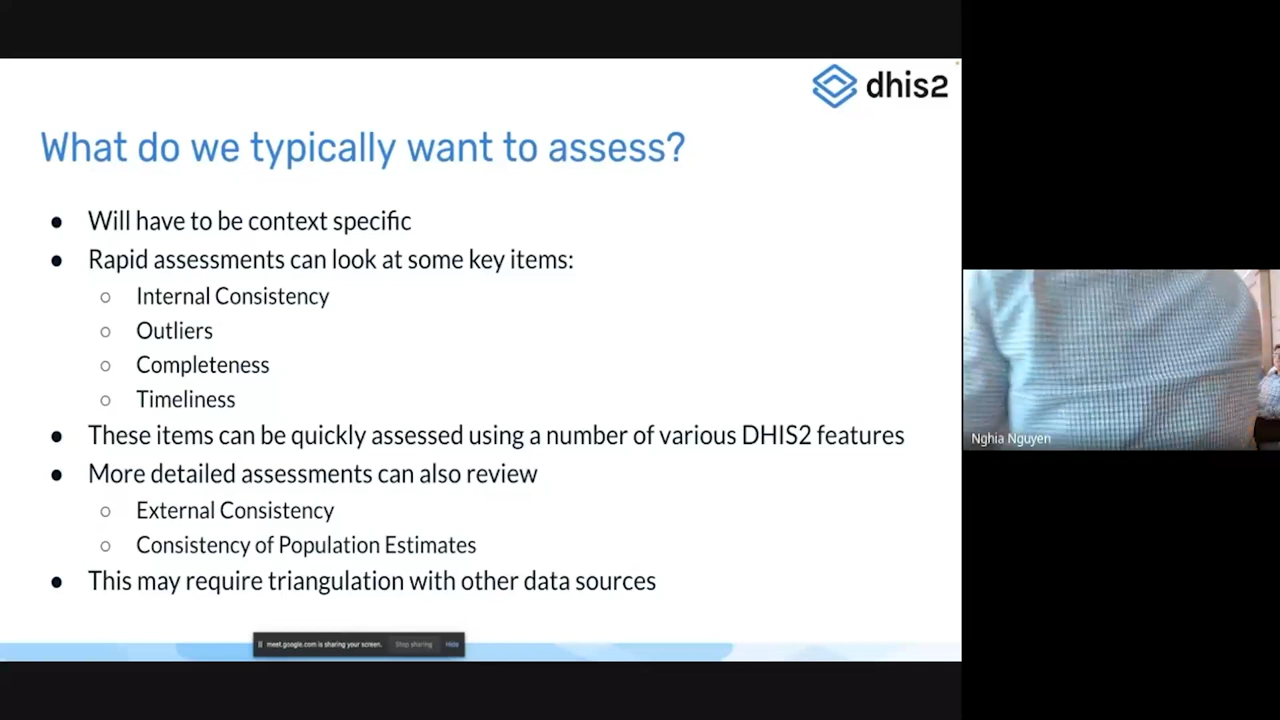 dhis2
What do we typically want to assess?
● Will have to be context specific
● Rapid assessments can look at some key items:
○ Internal Consistency
○ Outliers
○ Completeness
○ Timeliness
● These items can be quickly assessed using a number of various DHIS2 features
● More detailed assessments can also review
○ External Consistency
○ Consistency of Population Estimates
● This may require triangulation with other data sources
meet.google.com is sharing your screen. Stop sharing Hide
Nghia Nguyen